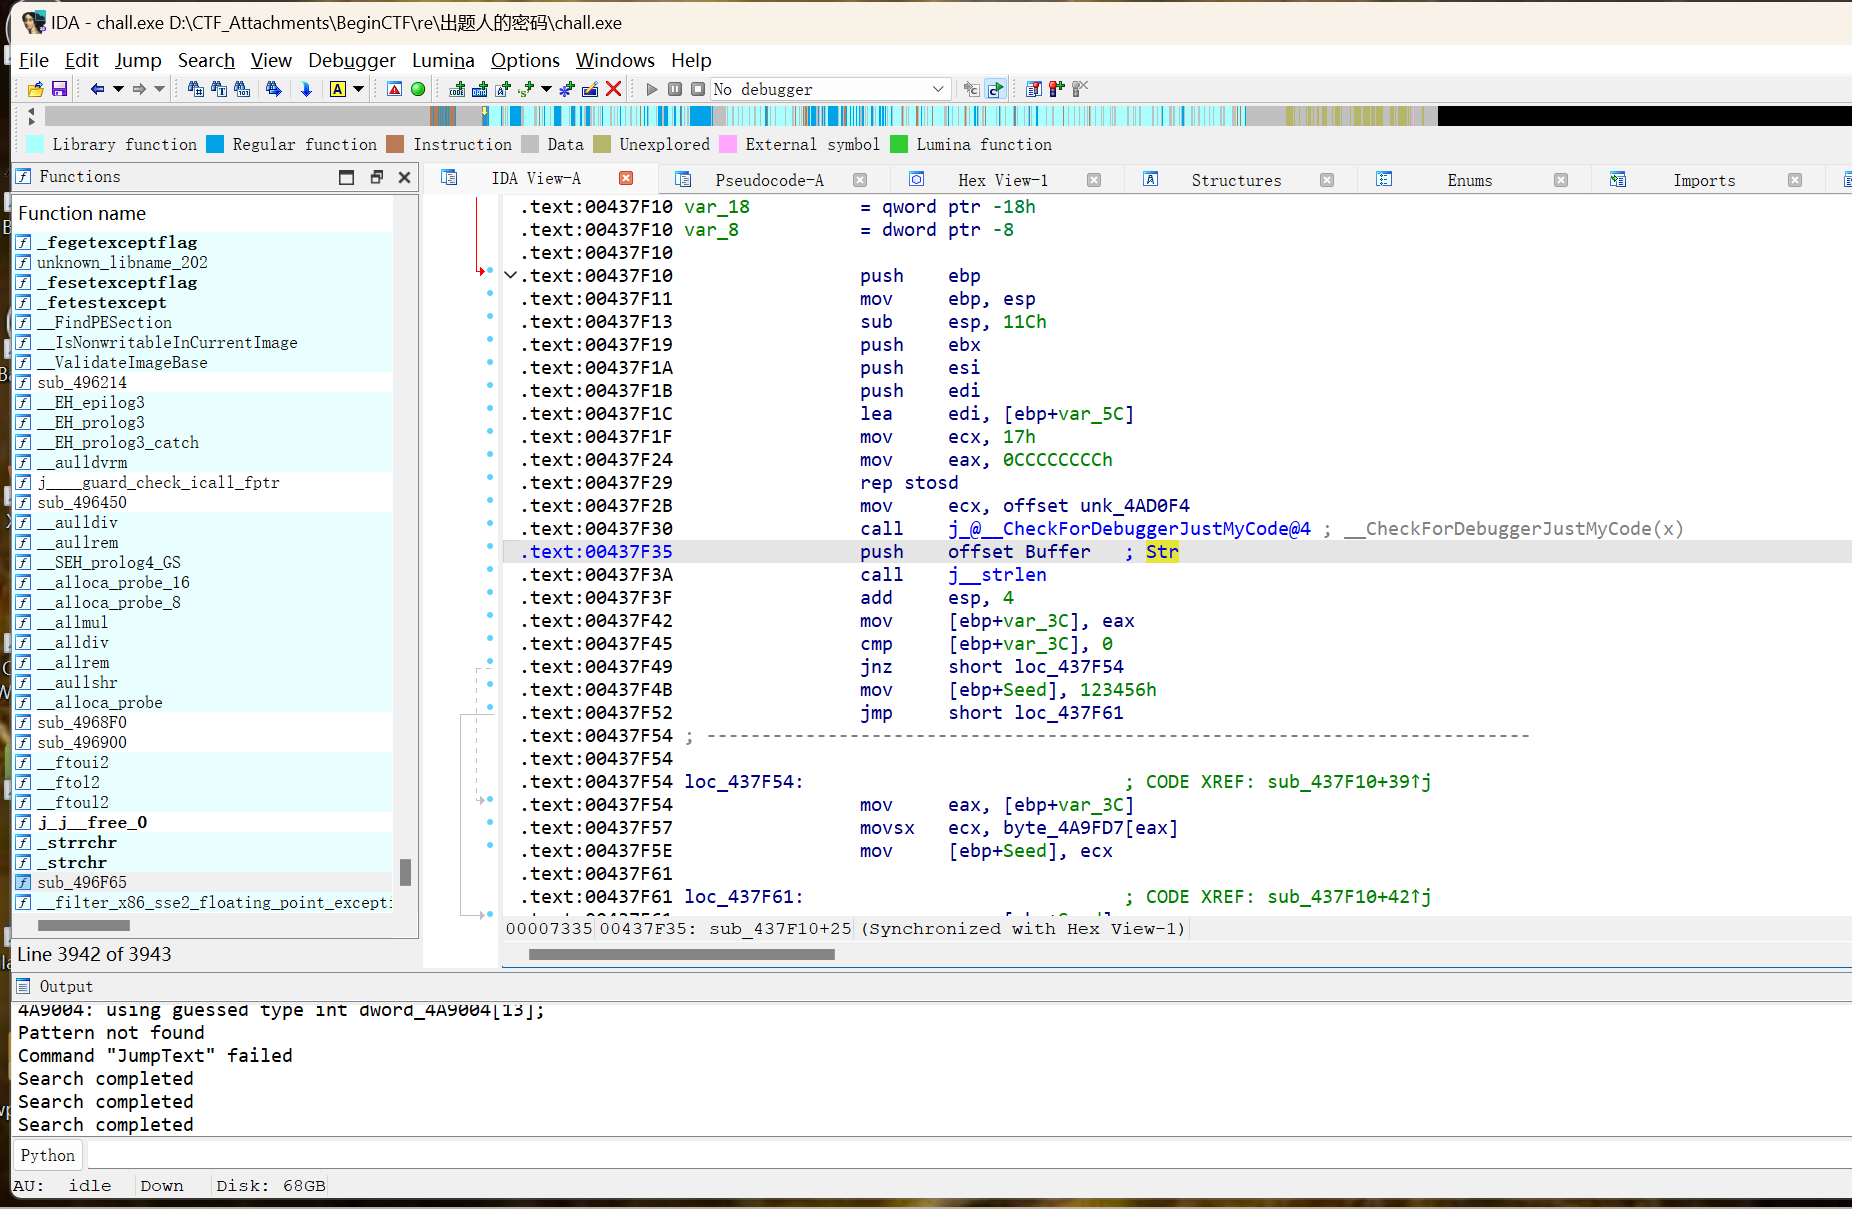 IDA - chall.exe D:\CTF_Attachments\BeginCTF\re\出题人的密码\chall.exe
File Edit Jump Search View Debugger Lumina Options Windows Help
No debugger
Library function Regular function Instruction Data Unexplored External symbol Lumina function
Functions
Function name
_fegetexceptflag
unknown_libname_202
_fesetexceptflag
_fetestexcept
__FindPESection
__IsNonwritableInCurrentImage
__ValidateImageBase
sub_496214
__EH_epilog3
__EH_prolog3
__EH_prolog3_catch
__aulldvrm
j____guard_check_icall_fptr
sub_496450
__aulldiv
__aullrem
__SEH_prolog4_GS
__alloca_probe_16
__alloca_probe_8
__allmul
__alldiv
__allrem
__aullshr
__alloca_probe
sub_4968F0
sub_496900
__ftoui2
__ftol2
__ftoul2
j_j__free_0
_strrchr
_strchr
sub_496F65
__filter_x86_sse2_floating_point_excepti
Line 3942 of 3943
IDA View-A Pseudocode-A Hex View-1 Structures Enums Imports
.text:00437F10 var_18 = qword ptr -18h
.text:00437F10 var_8 = dword ptr -8
.text:00437F10
.text:00437F10 push ebp
.text:00437F11 mov ebp, esp
.text:00437F13 sub esp, 11Ch
.text:00437F19 push ebx
.text:00437F1A push esi
.text:00437F1B push edi
.text:00437F1C lea edi, [ebp+var_5C]
.text:00437F1F mov ecx, 17h
.text:00437F24 mov eax, 0CCCCCCCCh
.text:00437F29 rep stosd
.text:00437F2B mov ecx, offset unk_4AD0F4
.text:00437F30 call j_@__CheckForDebuggerJustMyCode@4 ; __CheckForDebuggerJustMyCode(x)
.text:00437F35 push offset Buffer ; Str
.text:00437F3A call j__strlen
.text:00437F3F add esp, 4
.text:00437F42 mov [ebp+var_3C], eax
.text:00437F45 cmp [ebp+var_3C], 0
.text:00437F49 jnz short loc_437F54
.text:00437F4B mov [ebp+Seed], 123456h
.text:00437F52 jmp short loc_437F61
.text:00437F54 ; ---------------------------------------------------------------------------
.text:00437F54
.text:00437F54 loc_437F54: ; CODE XREF: sub_437F10+39↑j
.text:00437F54 mov eax, [ebp+var_3C]
.text:00437F57 movsx ecx, byte_4A9FD7[eax]
.text:00437F5E mov [ebp+Seed], ecx
.text:00437F61
.text:00437F61 loc_437F61: ; CODE XREF: sub_437F10+42↑j
00007335 00437F35: sub_437F10+25 (Synchronized with Hex View-1)
Output
4A9004: using guessed type int dword_4A9004[13];
Pattern not found
Command "JumpText" failed
Search completed
Search completed
Search completed
Python
AU: idle Down Disk: 68GB